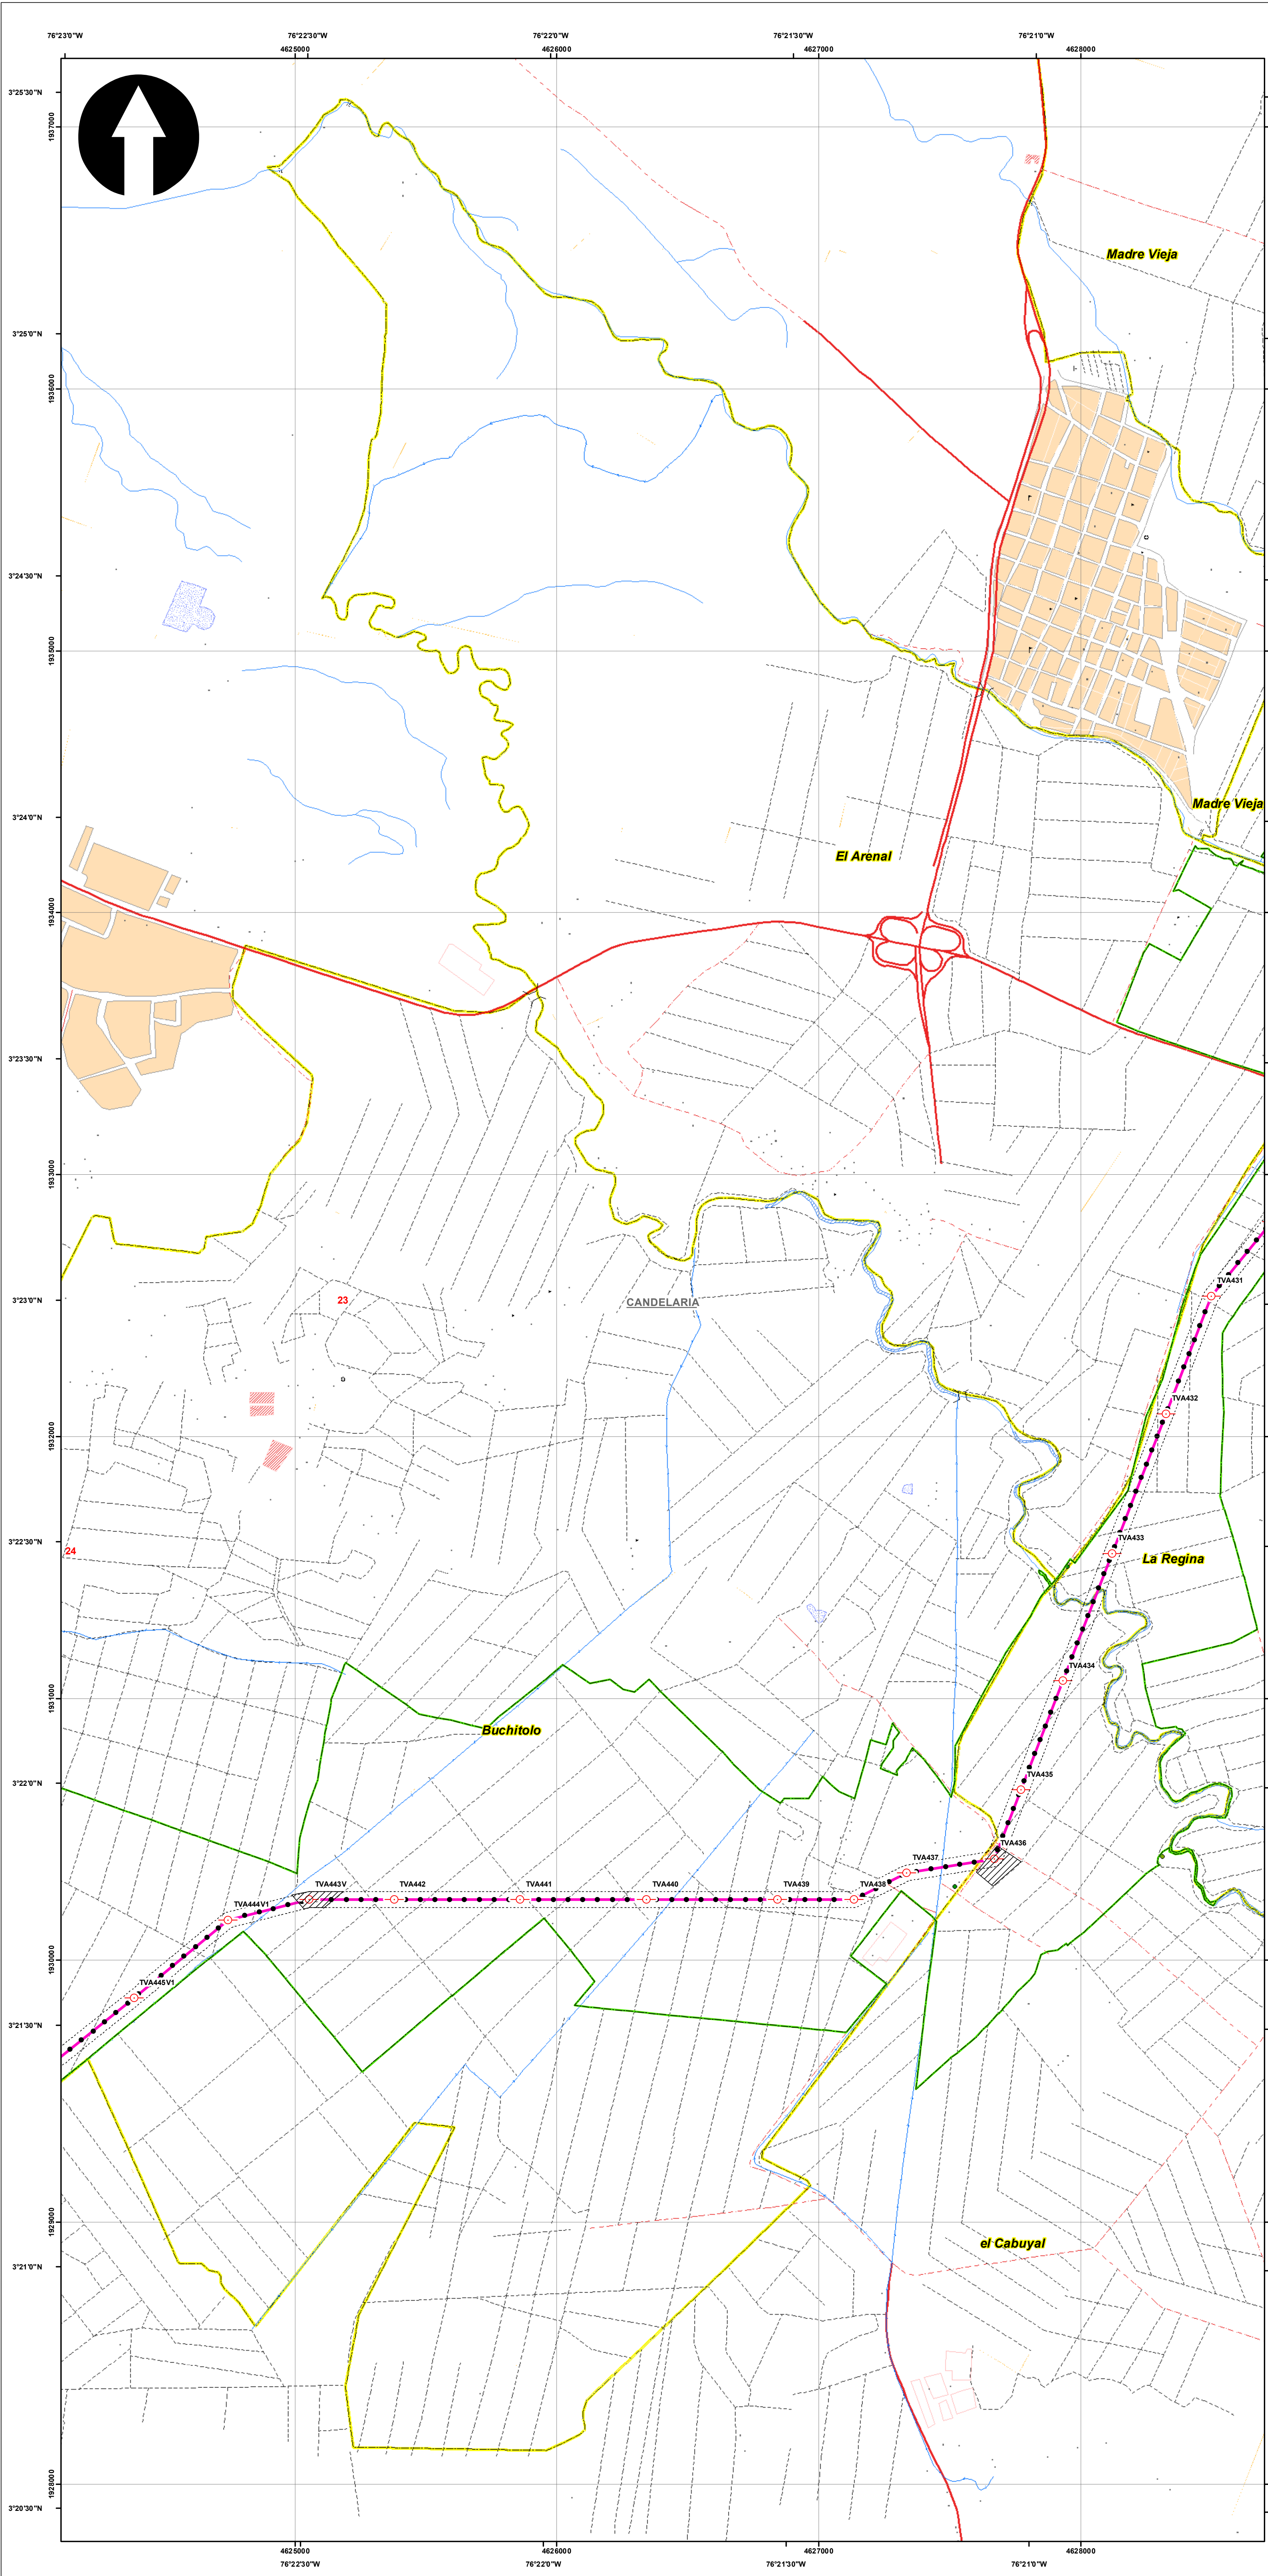 76°23'0"W 76°22'30"W 76°22'0"W 76°21'30"W 76°21'0"W
4625000 4626000 4627000 4628000
3°25'30"N
1937000
Madre Vieja
3°25'0"N
1936000
3°24'30"N
1935000
3°24'0"N
Madre Vieja
El Arenal
1934000
3°23'30"N
1933000
TVA431
3°23'0"N
23
CANDELARIA
TVA432
1932000
TVA433
3°22'30"N
24
La Regina
TVA434
1931000
Buchitolo
TVA435
3°22'0"N
TVA436
TVA437
TVA443V TVA442 TVA441 TVA440 TVA439 TVA438
TVA444V1
1930000
TVA445V1
3°21'30"N
1929000
el Cabuyal
3°21'0"N
1928000
3°20'30"N
4625000 4626000 4627000 4628000
76°22'30"W 76°22'0"W 76°21'30"W 76°21'0"W